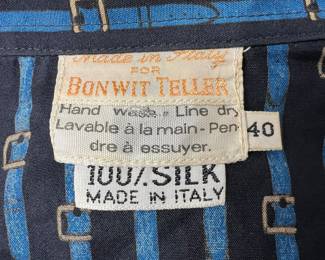 Made in Italy
FOR
BONWIT TELLER
Hand wash. Line dry
Lavable à la main-Pen-
dre à essuyer.
40
100% SILK
MADE IN ITALY